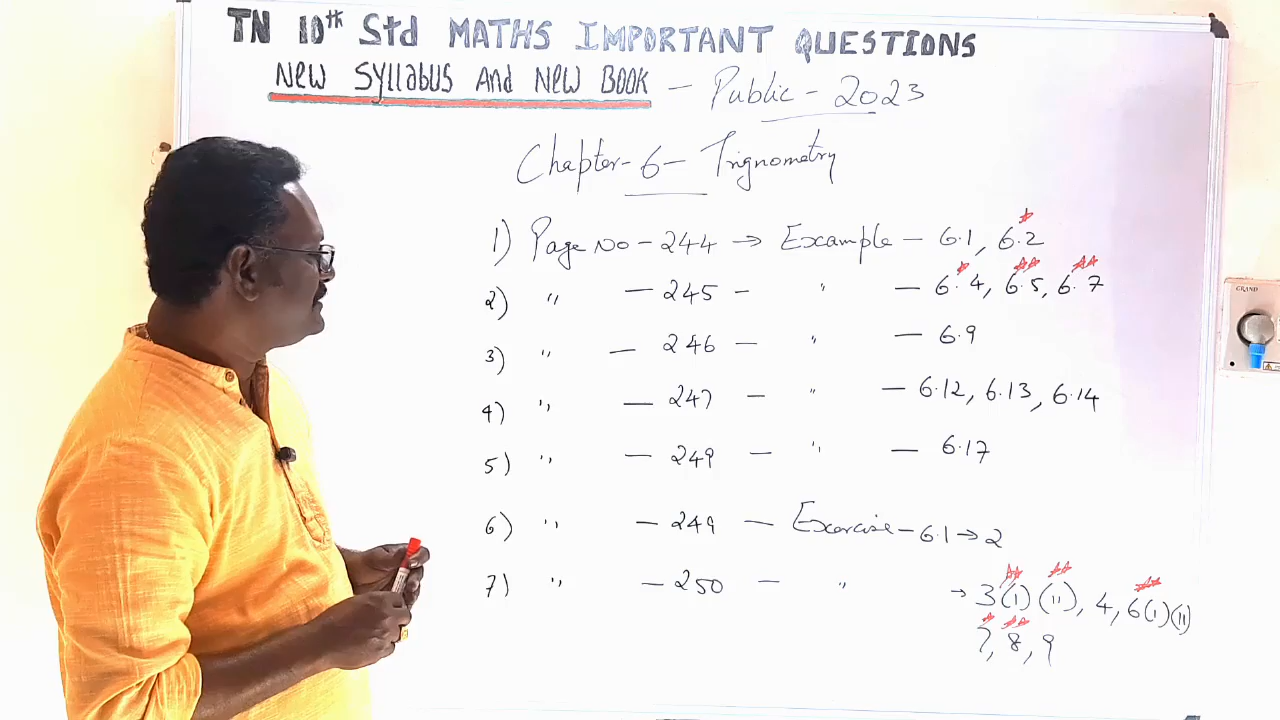 TN 10th Std MATHS IMPORTANT QUESTIONS
NEW SYllABUS AND NEW BOOK - Public - 2023
Chapter - 6 - Trignometry
1) Page No - 244 → Example - 6.1, 6.2
2) " - 245 - " - 6.4, 6.5, 6.7
3) " - 246 - " - 6.9
4) " - 247 - " - 6.12, 6.13, 6.14
5) " - 249 - " - 6.17
6) " - 249 - Exercise - 6.1 → 2
7) " - 250 - " → 3 (i) (ii), 4, 6(i)(ii)
7, 8, 9
GRAND